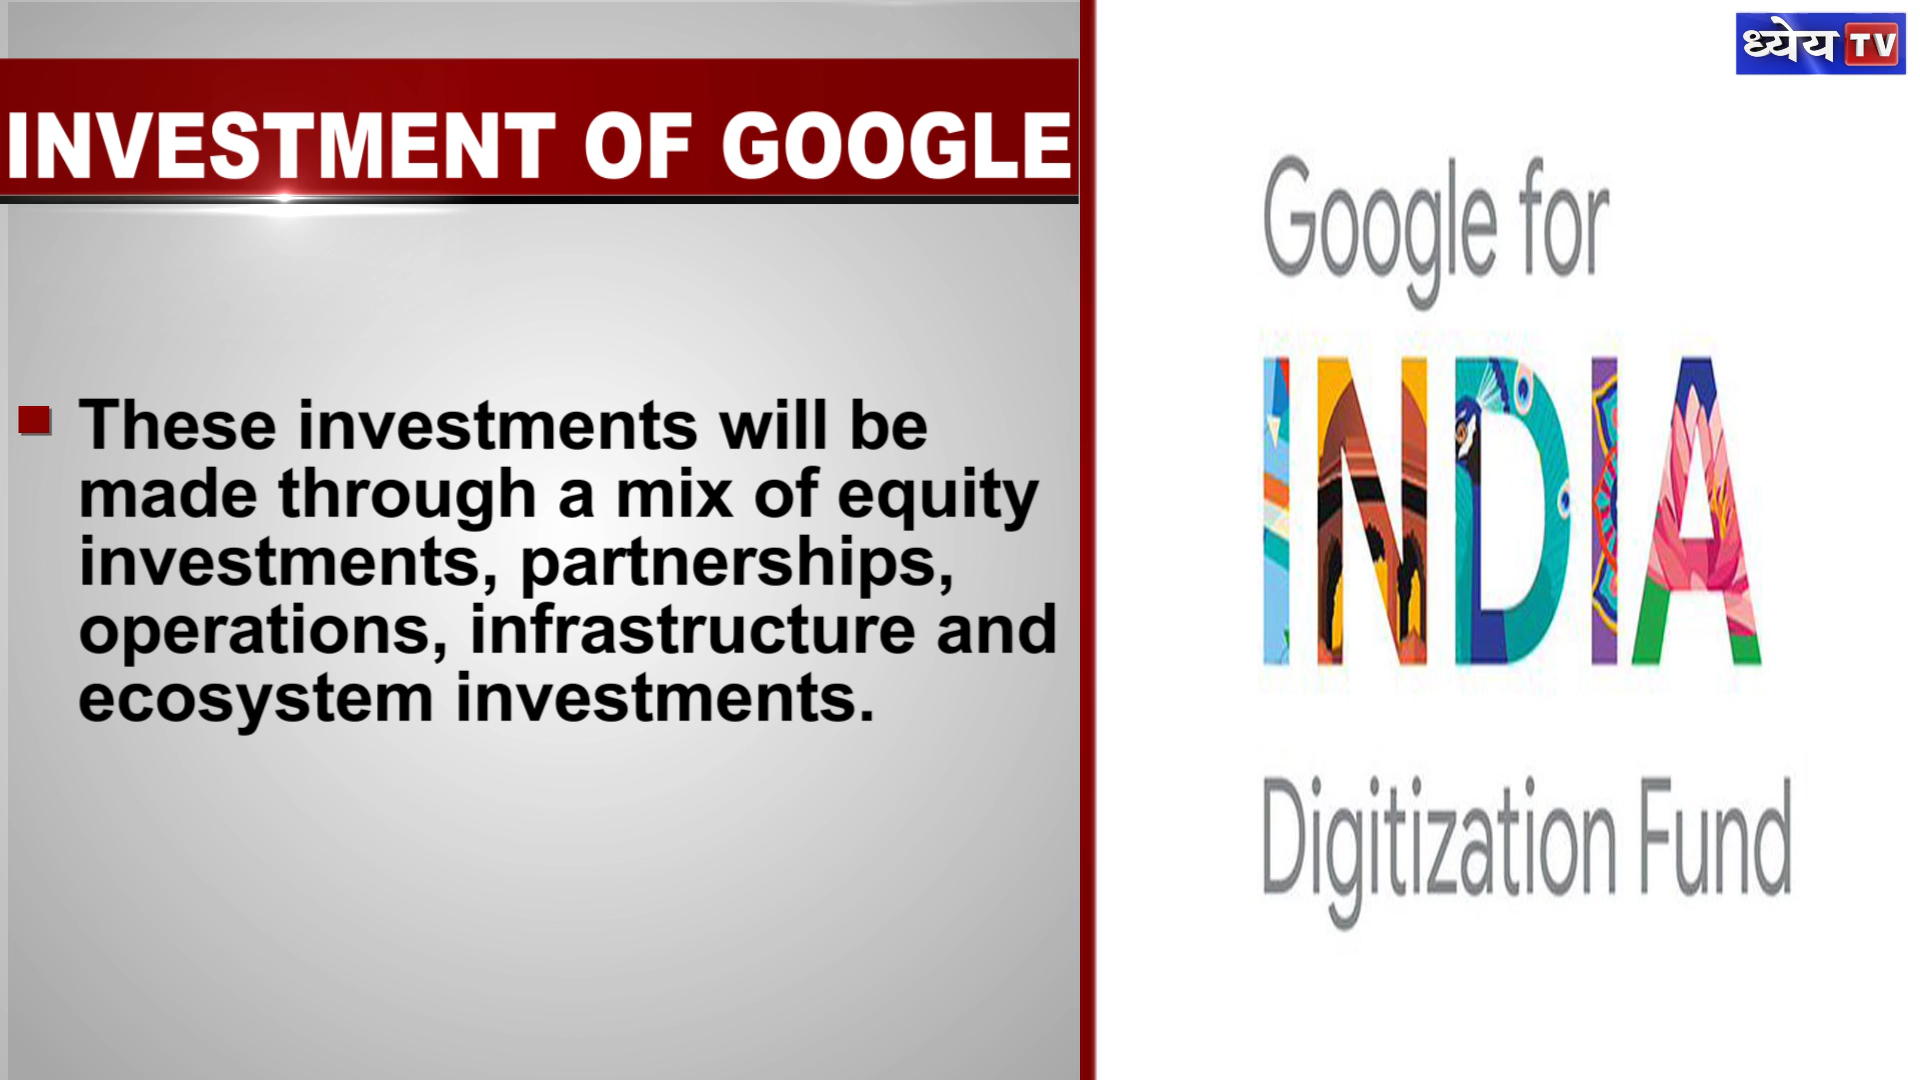 ध्येय TV
INVESTMENT OF GOOGLE
These investments will be
made through a mix of equity
investments, partnerships,
operations, infrastructure and
ecosystem investments.
Google for
INDIA
Digitization Fund